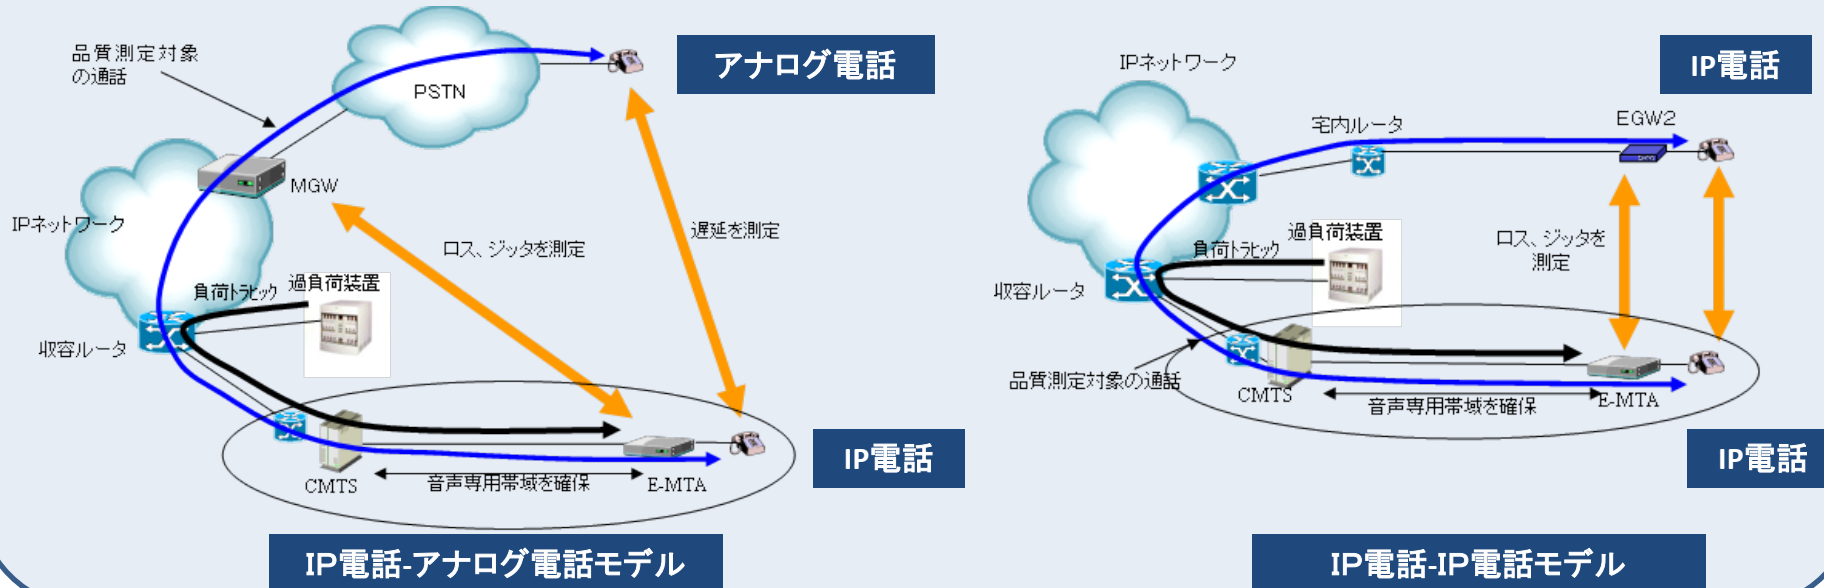 品質測定対象
の通話
PSTN
アナログ電話
MGW
IPネットワーク
ロス、ジッタを測定
遅延を測定
負荷トラヒック
過負荷装置
収容ルータ
CMTS
音声専用帯域を確保
E-MTA
IP電話
IP電話-アナログ電話モデル
IPネットワーク
IP電話
宅内ルータ
EGW2
負荷トラヒック
過負荷装置
ロス、ジッタを
測定
収容ルータ
品質測定対象の通話
CMTS
音声専用帯域を確保
E-MTA
IP電話
IP電話-IP電話モデル